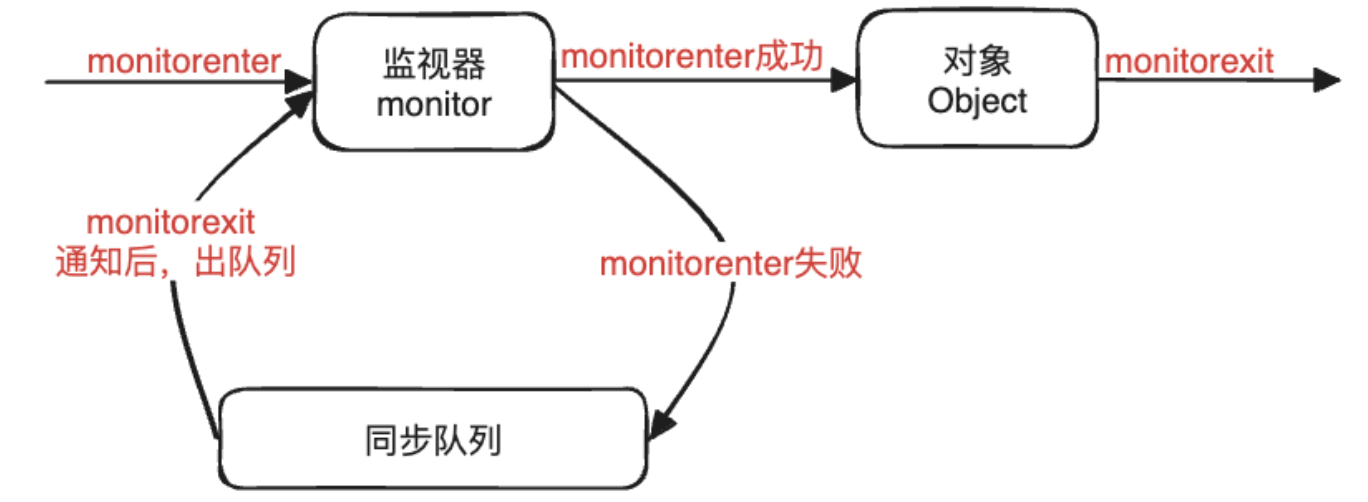 monitorenter
监视器
monitor
monitorenter成功
对象
Object
monitorexit
monitorexit
通知后，出队列
monitorenter失败
同步队列